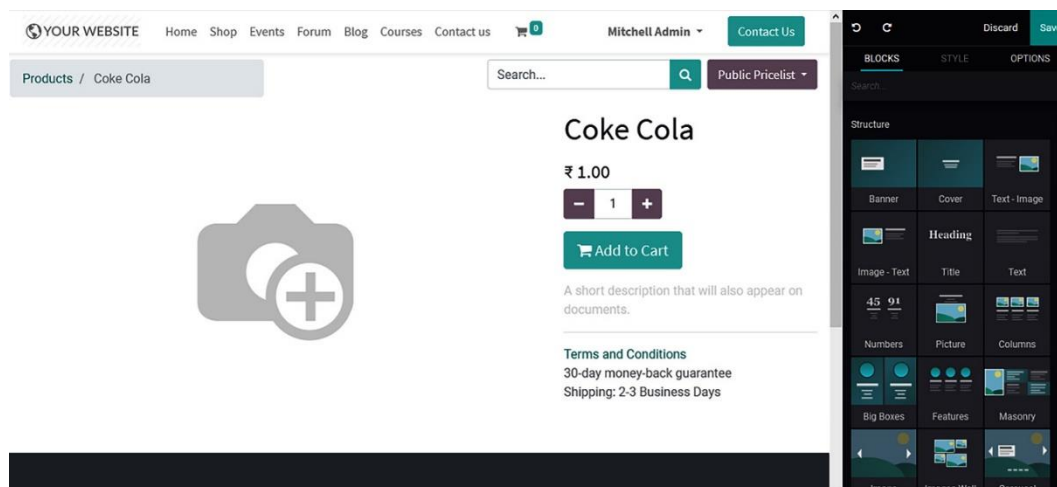 YOUR WEBSITE Home Shop Events Forum Blog Courses Contact us 0 Mitchell Admin Contact Us
Discard Save
BLOCKS STYLE OPTIONS
Products / Coke Cola
Search... Public Pricelist
Search...
Coke Cola
₹ 1.00
1
Add to Cart
A short description that will also appear on
documents.
Terms and Conditions
30-day money-back guarantee
Shipping: 2-3 Business Days
Structure
Banner Cover Text - Image
Heading
Image - Text Title Text
45 91
Numbers Picture Columns
Big Boxes Features Masonry